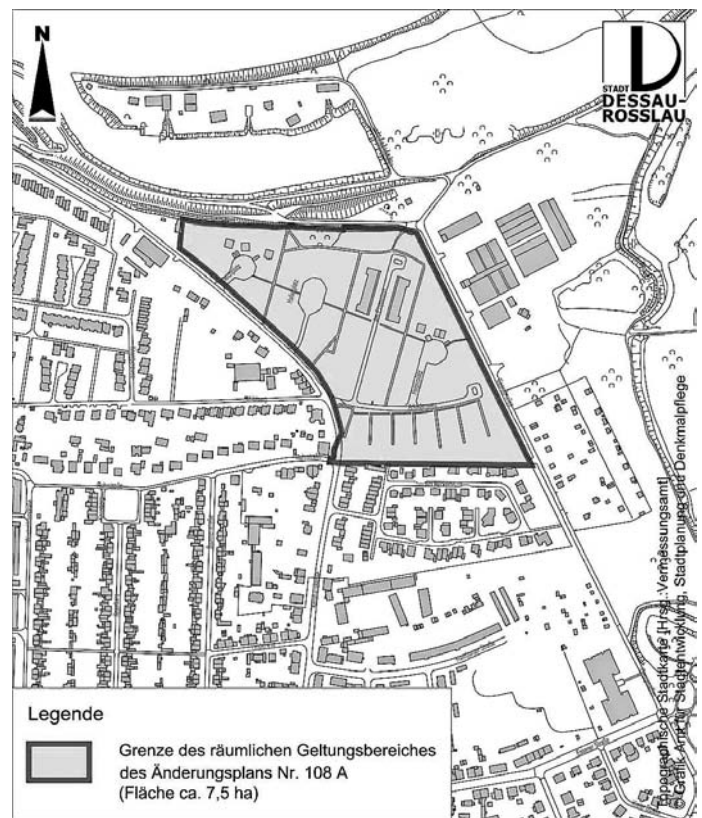 N
STADT
DESSAU-
ROSSLAU
Legende
Grenze des räumlichen Geltungsbereiches
des Änderungsplans Nr. 108 A
(Fläche ca. 7,5 ha)
Topographische Stadtkarte [Hrsg.:Vermessungsamt]
© Grafik Amt für Stadtentwicklung, Stadtplanung und Denkmalpflege